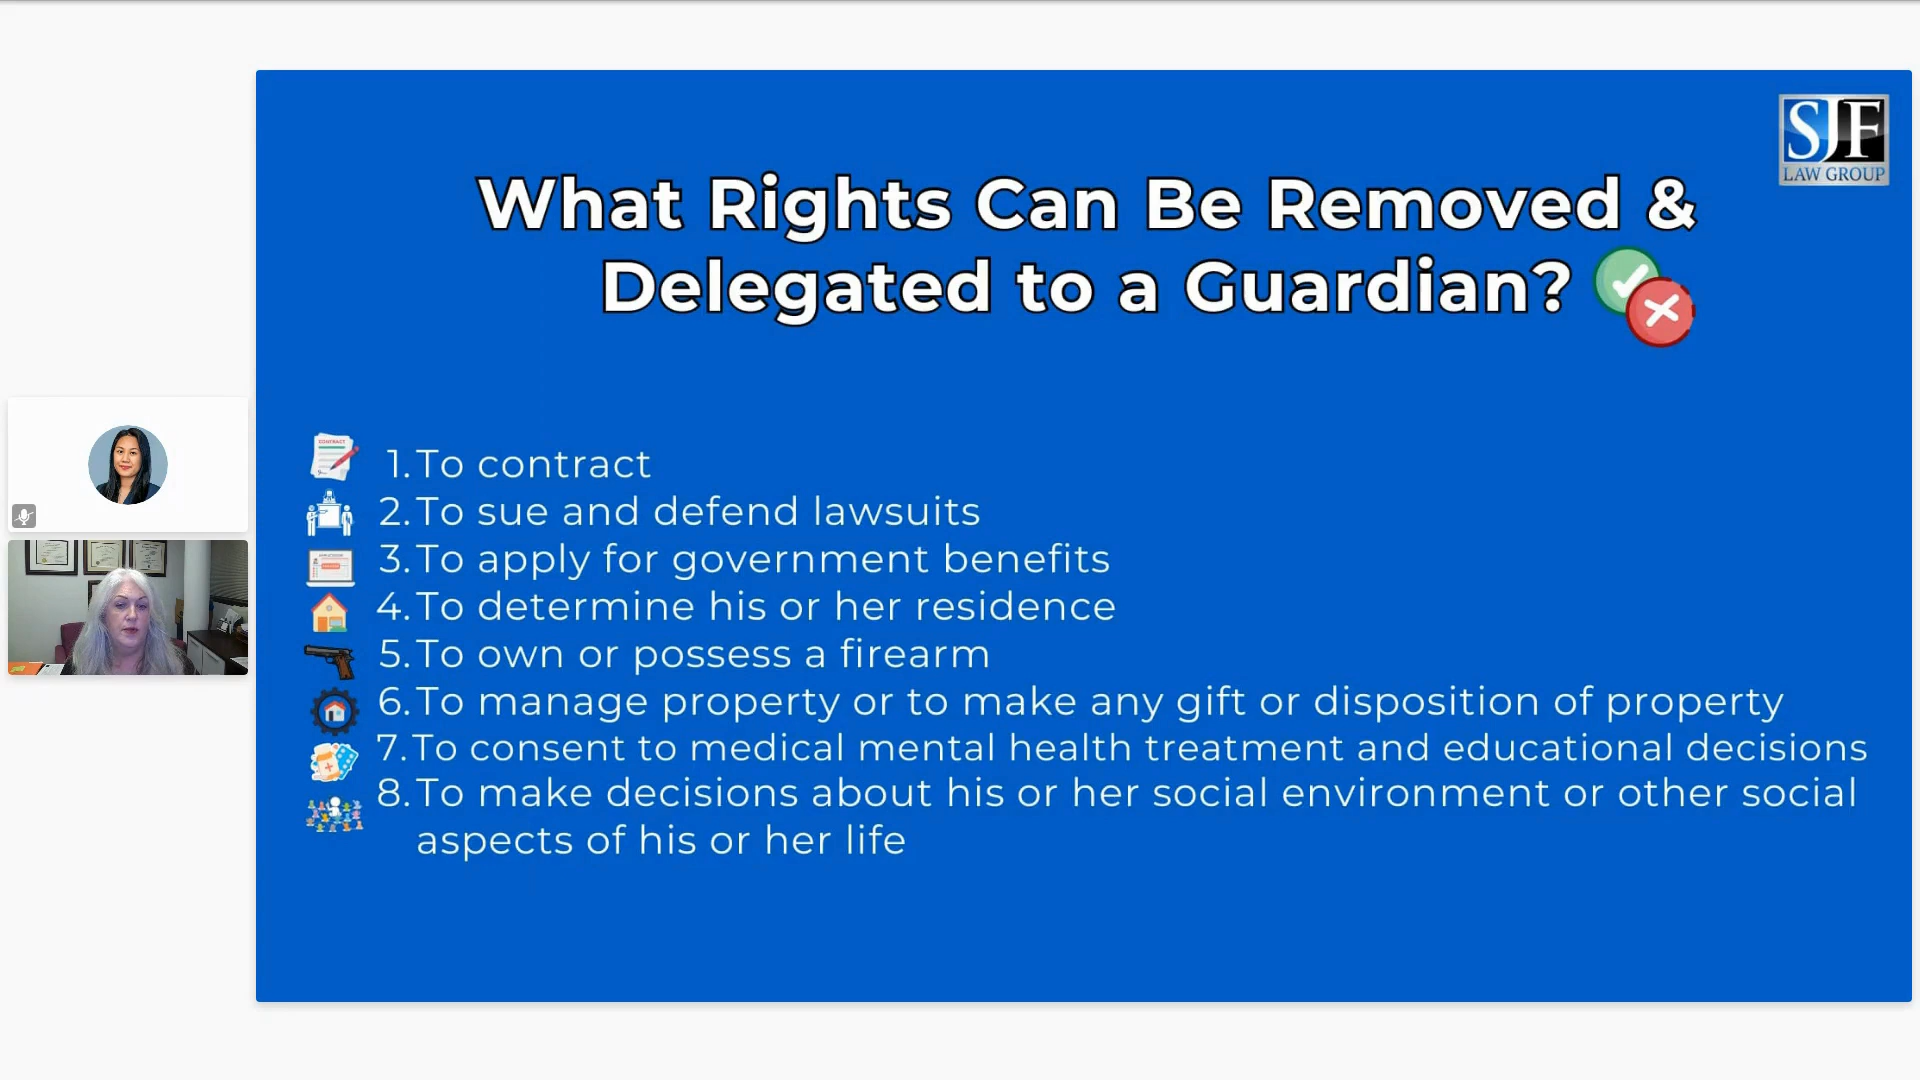 SJF
LAW GROUP
What Rights Can Be Removed &
Delegated to a Guardian?
CONTRACT
1. To contract
2. To sue and defend lawsuits
3. To apply for government benefits
4. To determine his or her residence
5. To own or possess a firearm
6. To manage property or to make any gift or disposition of property
7. To consent to medical mental health treatment and educational decisions
8. To make decisions about his or her social environment or other social
aspects of his or her life